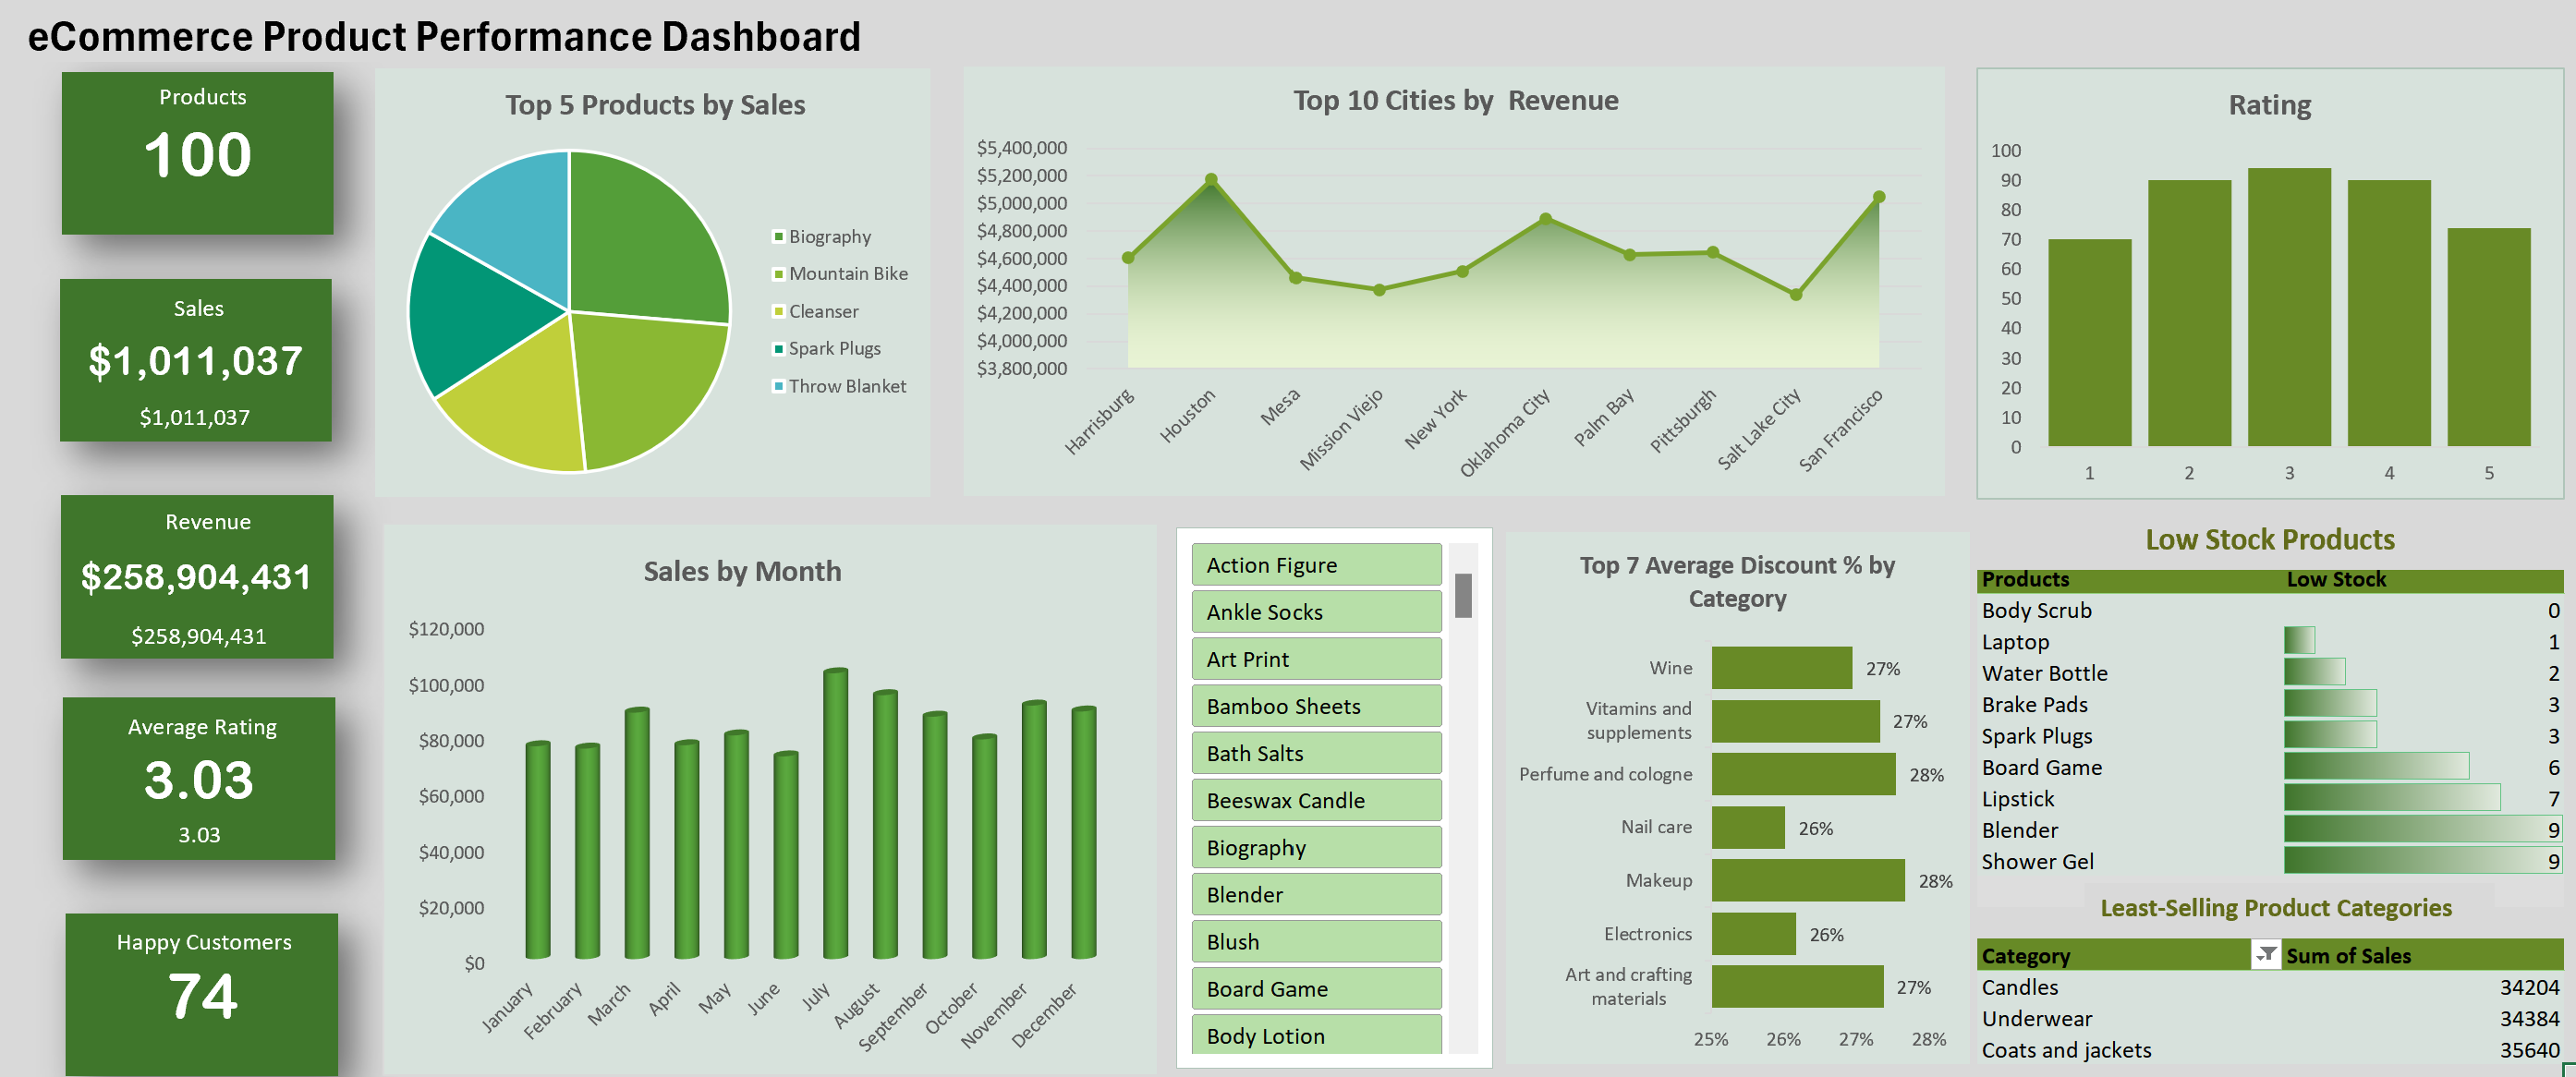 eCommerce Product Performance Dashboard
Products
100
Sales
$1,011,037
$1,011,037
Revenue
$258,904,431
$258,904,431
Average Rating
3.03
3.03
Happy Customers
74
Top 5 Products by Sales
Biography
Mountain Bike
Cleanser
Spark Plugs
Throw Blanket
Top 10 Cities by  Revenue
$5,400,000
$5,200,000
$5,000,000
$4,800,000
$4,600,000
$4,400,000
$4,200,000
$4,000,000
$3,800,000
Harrisburg
Houston
Mesa
Mission Viejo
New York
Oklahoma City
Palm Bay
Pittsburgh
Salt Lake City
San Francisco
Rating
100
90
80
70
60
50
40
30
20
10
0
1 2 3 4 5
Sales by Month
$120,000
$100,000
$80,000
$60,000
$40,000
$20,000
$0
January
February
March
April
May
June
July
August
September
October
November
December
Action Figure
Ankle Socks
Art Print
Bamboo Sheets
Bath Salts
Beeswax Candle
Biography
Blender
Blush
Board Game
Body Lotion
Top 7 Average Discount % by
Category
Wine 27%
Vitamins and
supplements 27%
Perfume and cologne 28%
Nail care 26%
Makeup 28%
Electronics 26%
Art and crafting
materials 27%
25% 26% 27% 28%
Low Stock Products
Products Low Stock
Body Scrub 0
Laptop 1
Water Bottle 2
Brake Pads 3
Spark Plugs 3
Board Game 6
Lipstick 7
Blender 9
Shower Gel 9
Least-Selling Product Categories
Category Sum of Sales
Candles 34204
Underwear 34384
Coats and jackets 35640